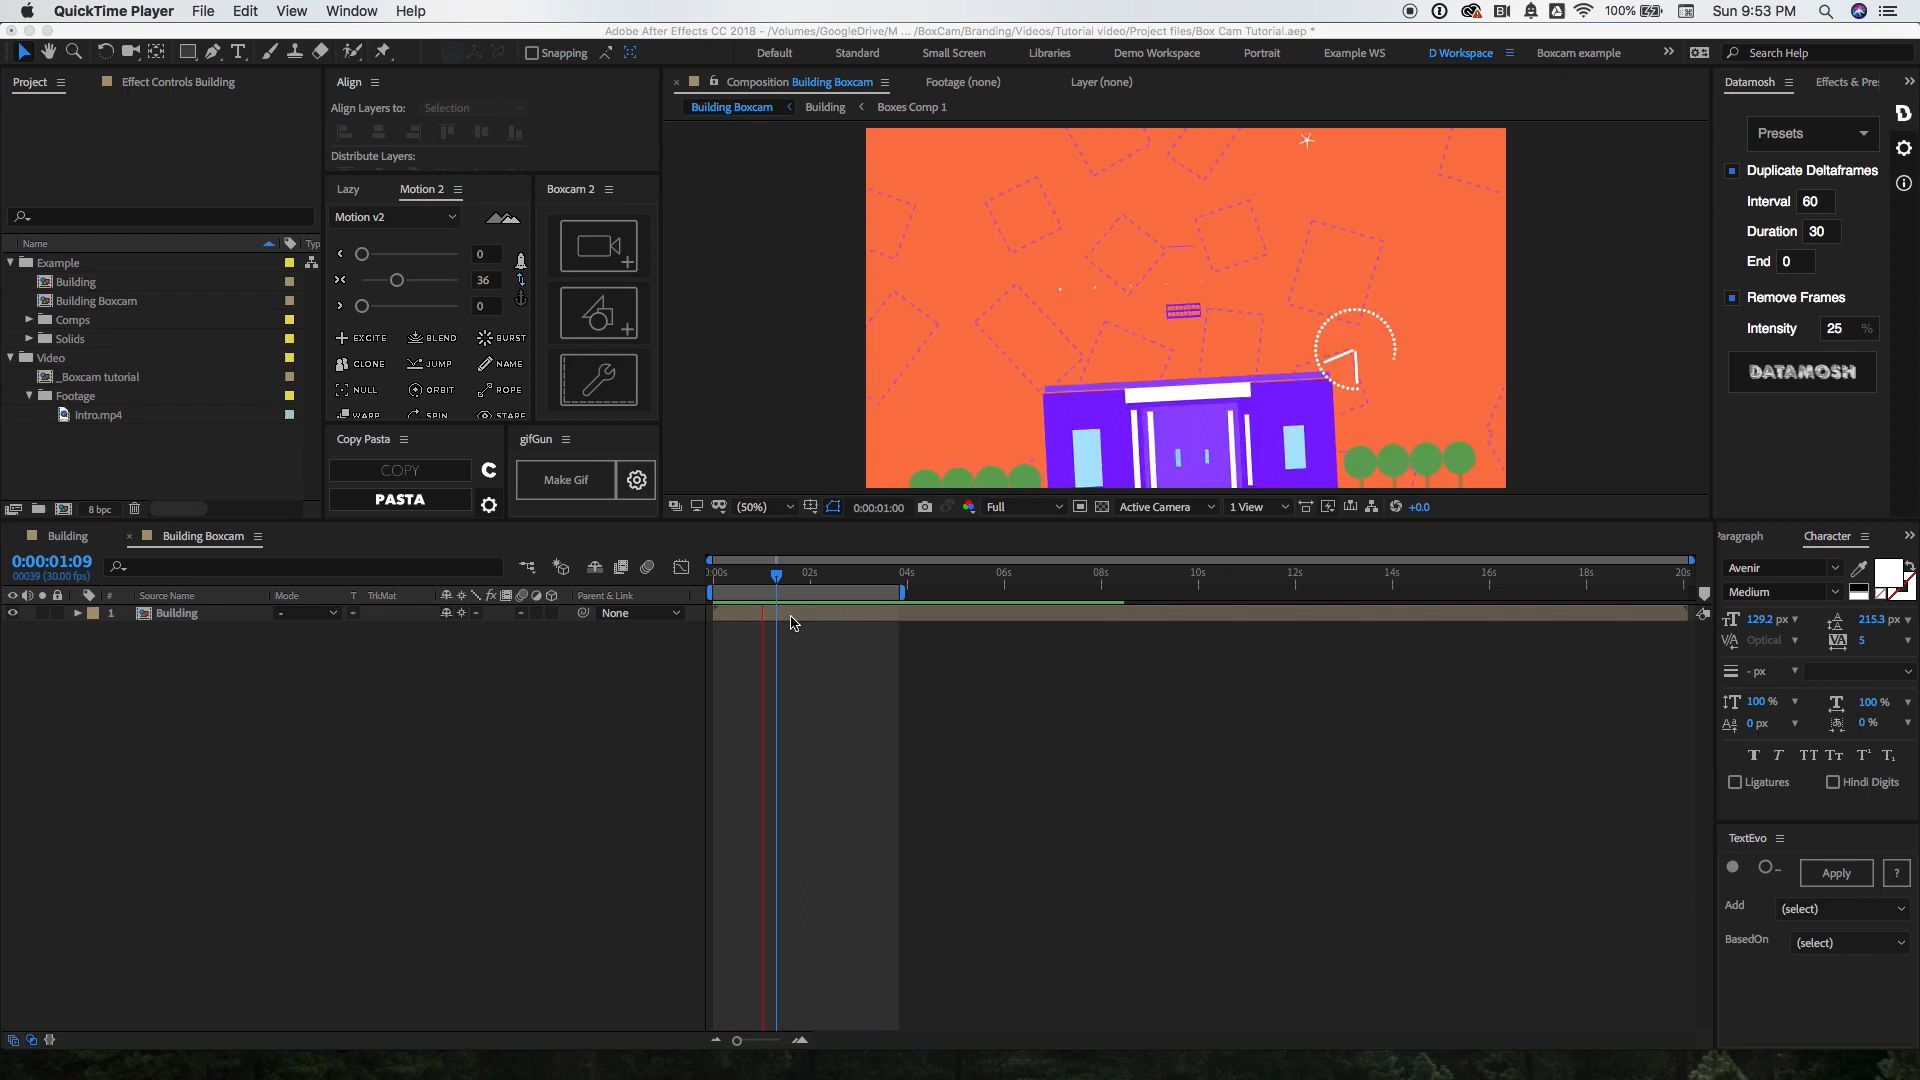 QuickTime Player File Edit View Window Help 100% Sun 9:53 PM
Adobe After Effects CC 2018 - /Volumes/GoogleDrive/M ... /BoxCam/Branding/Videos/Tutorial video/Project files/Box Cam Tutorial.aep *
Snapping Default Standard Small Screen Libraries Demo Workspace Portrait Example WS D Workspace Boxcam example Search Help
Project Effect Controls Building
Align
Composition Building Boxcam Footage (none) Layer (none)
Datamosh Effects & Pre
Align Layers to: Selection
Building Boxcam Building Boxes Comp 1
Distribute Layers:
Presets
Duplicate Deltaframes
Interval 60
Duration 30
End 0
Remove Frames
Intensity 25 %
DATAMOSH
Lazy Motion 2 Boxcam 2
Motion v2
0
36
0
EXCITE BLEND BURST
CLONE JUMP NAME
NULL ORBIT ROPE
WARP SPIN STARE
Name Typ
Example
Building
Building Boxcam
Comps
Solids
Video
_Boxcam tutorial
Footage
Intro.mp4
Copy Pasta gifGun
COPY
PASTA
Make Gif
8 bpc
(50%) 0:00:01:00 Full Active Camera 1 View +0.0
Building Building Boxcam
0:00:01:09
00039 (30.00 fps)
:00s 02s 04s 06s 08s 10s 12s 14s 16s 18s 20s
# Source Name Mode T TrkMat Parent & Link
1 Building - None
Paragraph Character
Avenir
Medium
129.2 px 215.3 px
Optical 5
- px
100 % 100 %
0 px 0 %
T T TT Tт T¹ T₁
Ligatures Hindi Digits
TextEvo
Apply ?
Add (select)
BasedOn (select)